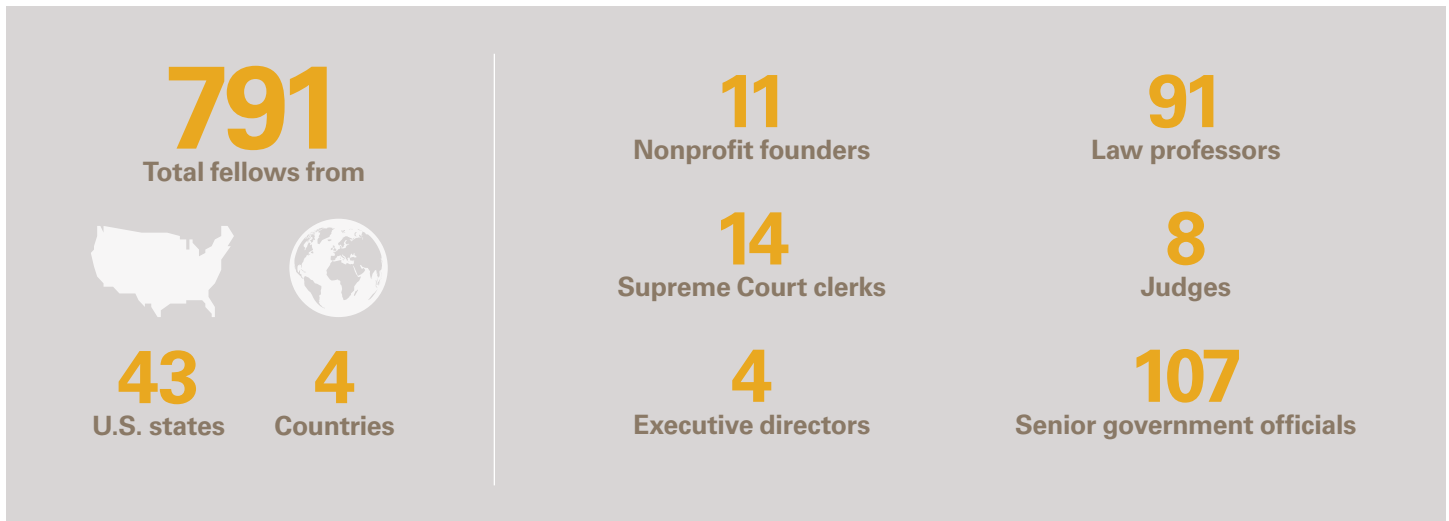 791
Total fellows from
43
U.S. states
4
Countries
11
Nonprofit founders
91
Law professors
14
Supreme Court clerks
8
Judges
4
Executive directors
107
Senior government officials